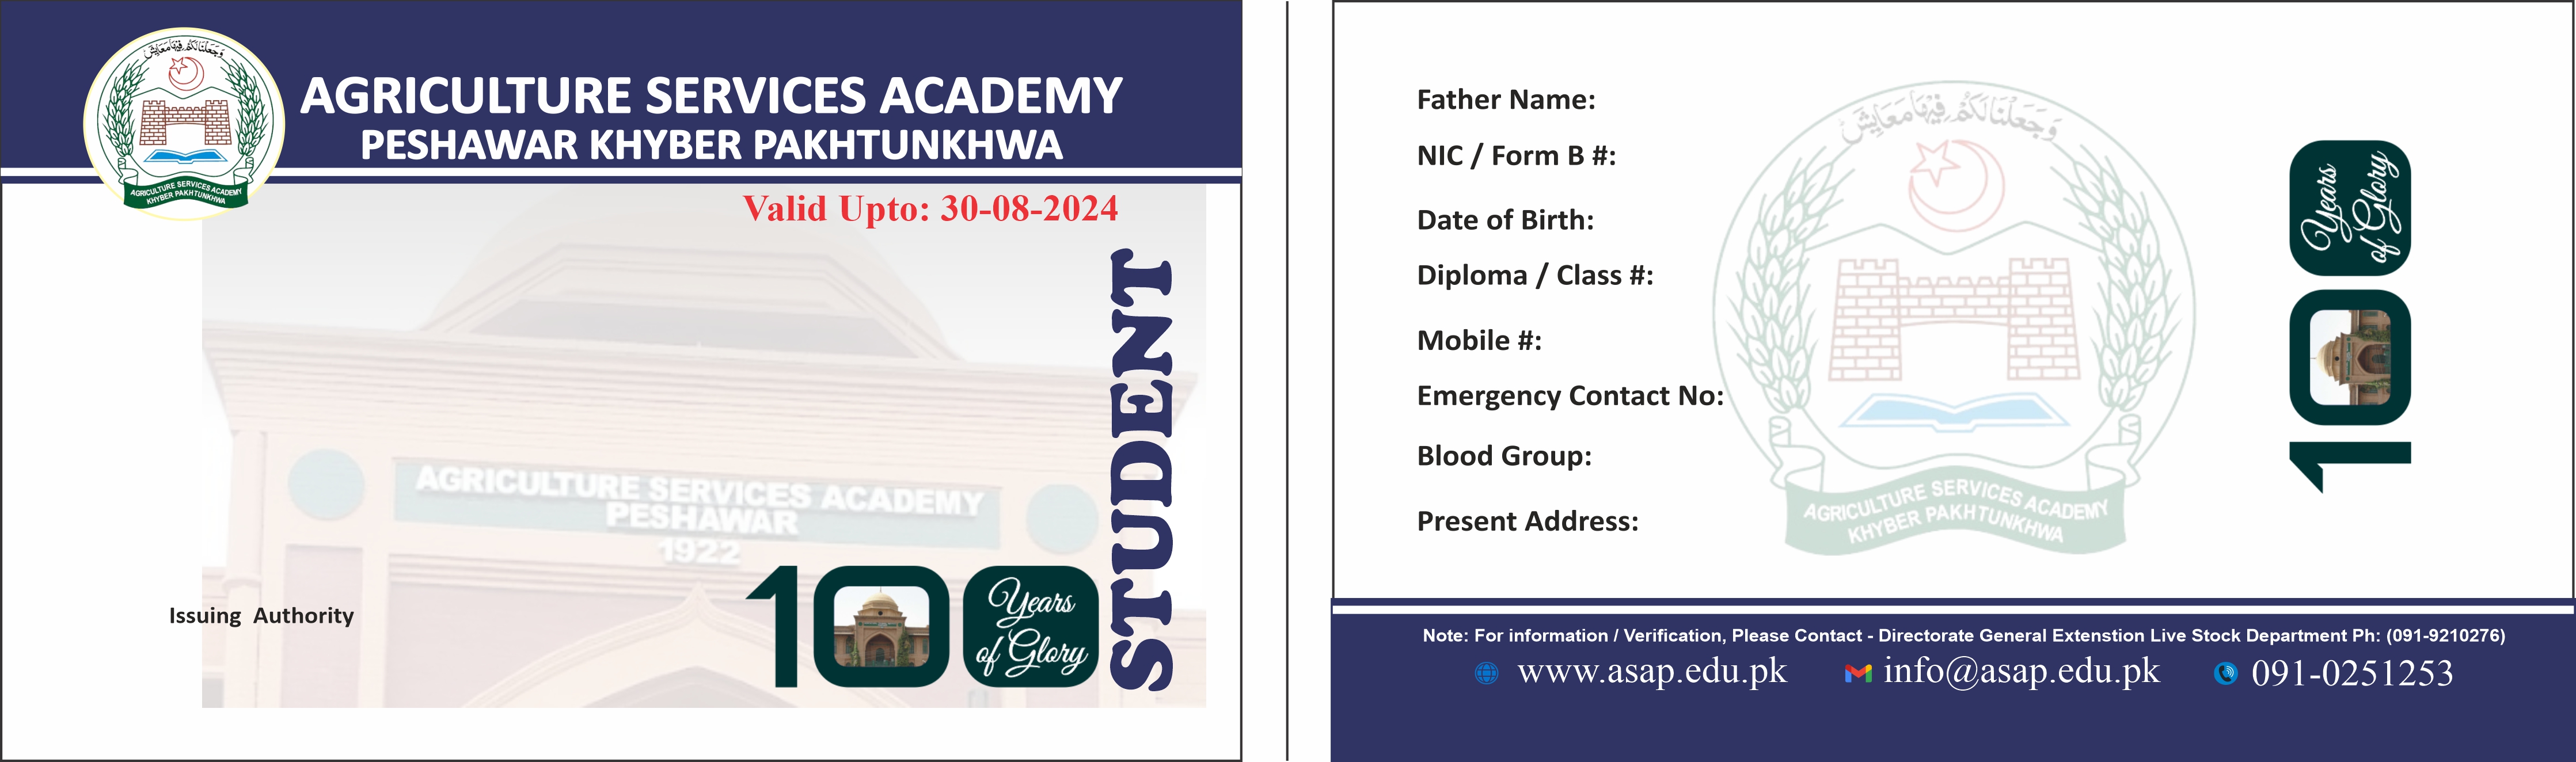 وَجَعَلْنَا لَكُمْ فِيهَا مَعَايِشَ
AGRICULTURE SERVICES ACADEMY
KHYBER PAKHTUNKHWA
AGRICULTURE SERVICES ACADEMY
PESHAWAR KHYBER PAKHTUNKHWA
Valid Upto: 30-08-2024
STUDENT
AGRICULTURE SERVICES ACADEMY
PESHAWAR
1922
Issuing Authority
100
Years
of Glory
Father Name:
NIC / Form B #:
Date of Birth:
Diploma / Class #:
Mobile #:
Emergency Contact No:
Blood Group:
Present Address:
وَجَعَلْنَا لَكُمْ فِيهَا مَعَايِشَ
AGRICULTURE SERVICES ACADEMY
KHYBER PAKHTUNKHWA
100
Years
of Glory
Note: For information / Verification, Please Contact - Directorate General Extenstion Live Stock Department Ph: (091-9210276)
www.asap.edu.pk info@asap.edu.pk 091-0251253